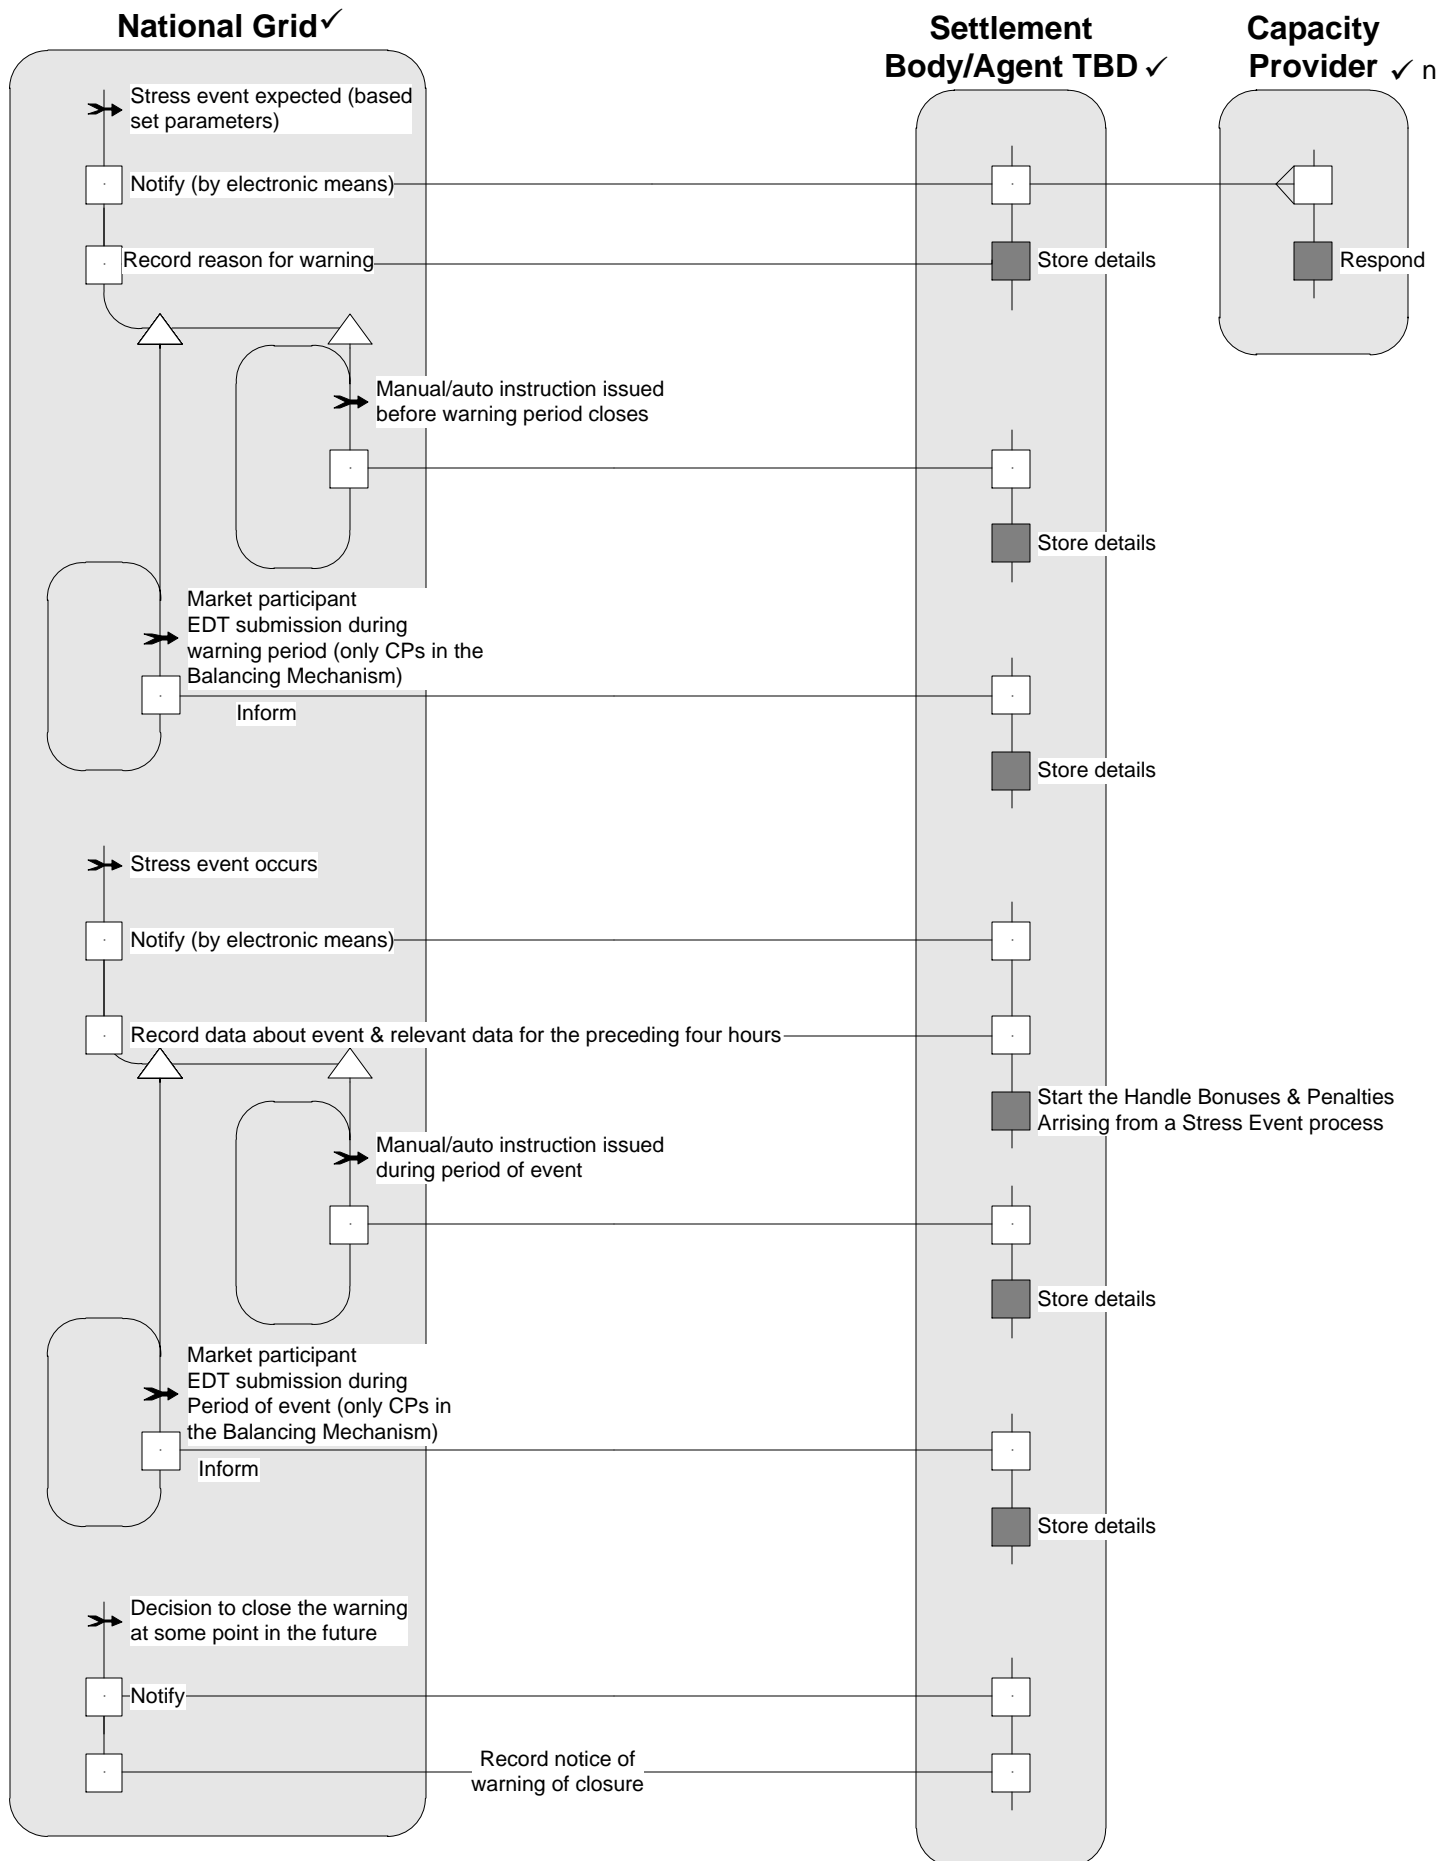 National Grid✓
Settlement
Body/Agent TBD ✓
Capacity
Provider ✓ n
Stress event expected (based
set parameters)
Notify (by electronic means)
Record reason for warning
Store details
Respond
Manual/auto instruction issued
before warning period closes
Store details
Market participant
EDT submission during
warning period (only CPs in the
Balancing Mechanism)
Inform
Store details
Stress event occurs
Notify (by electronic means)
Record data about event & relevant data for the preceding four hours
Start the Handle Bonuses & Penalties
Arrising from a Stress Event process
Manual/auto instruction issued
during period of event
Store details
Market participant
EDT submission during
Period of event (only CPs in
the Balancing Mechanism)
Inform
Store details
Decision to close the warning
at some point in the future
Notify
Record notice of
warning of closure